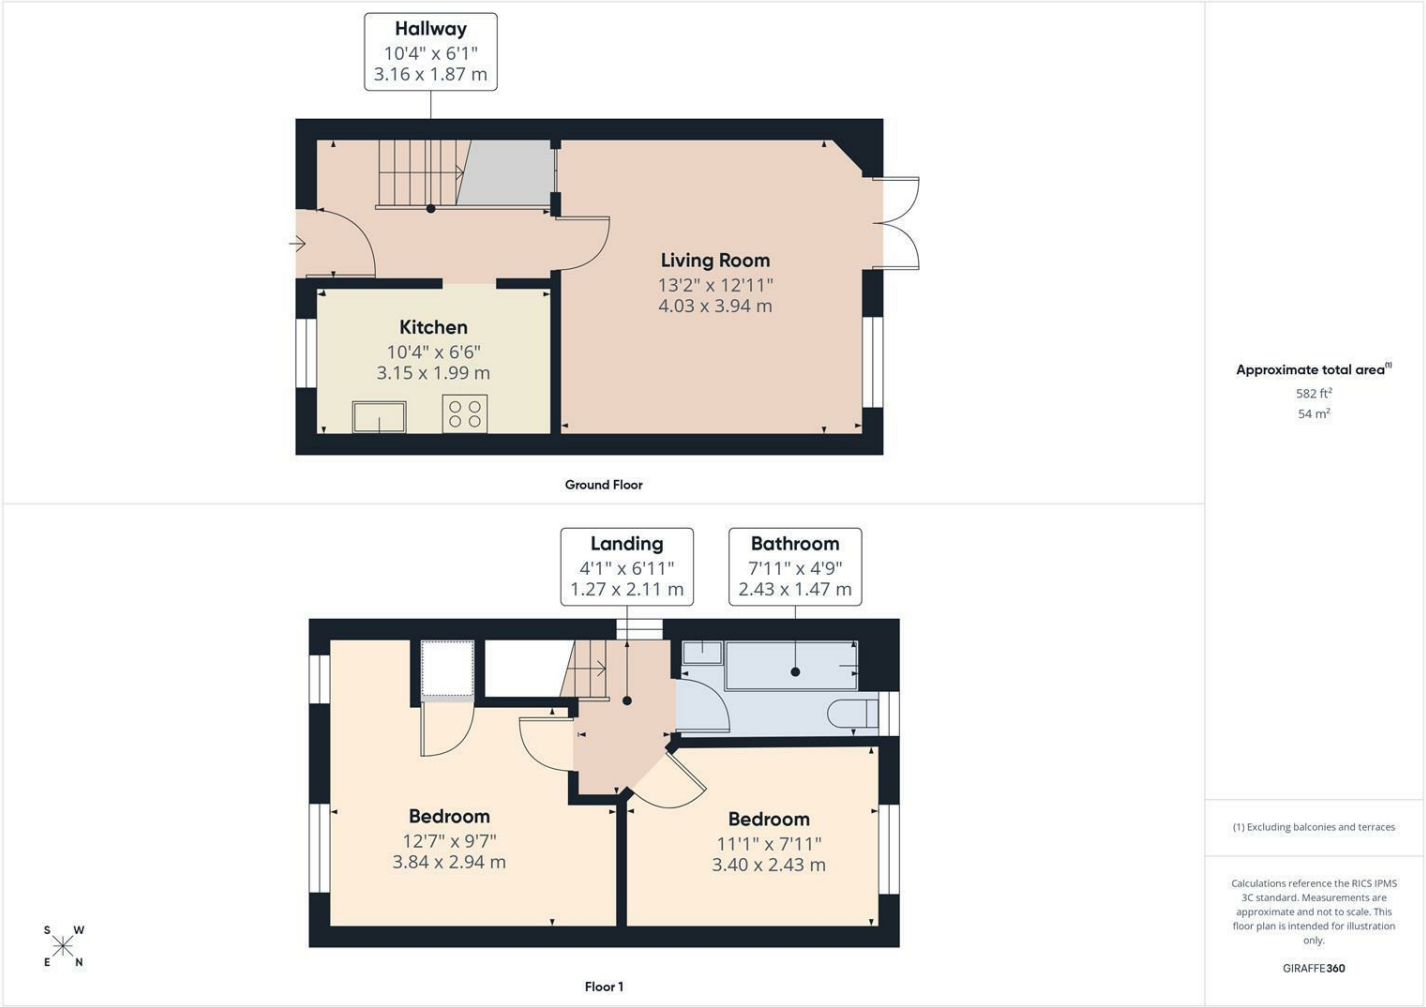 Hallway
10'4" x 6'1"
3.16 x 1.87 m
Living Room
13'2" x 12'11"
4.03 x 3.94 m
Kitchen
10'4" x 6'6"
3.15 x 1.99 m
Ground Floor
Landing
4'1" x 6'11"
1.27 x 2.11 m
Bathroom
7'11" x 4'9"
2.43 x 1.47 m
Bedroom
12'7" x 9'7"
3.84 x 2.94 m
Bedroom
11'1" x 7'11"
3.40 x 2.43 m
S W
E N
Floor 1
Approximate total area(1)
582 ft²
54 m²
(1) Excluding balconies and terraces
Calculations reference the RICS IPMS
3C standard. Measurements are
approximate and not to scale. This
floor plan is intended for illustration
only.
GIRAFFE360